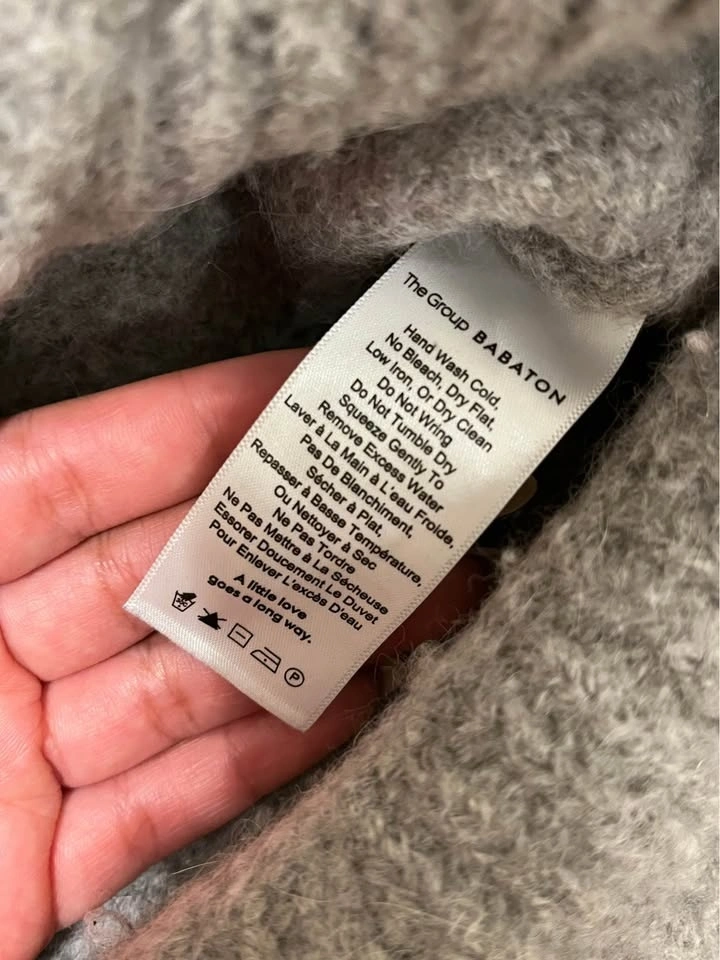 The Group BABATON
Hand Wash Cold,
No Bleach, Dry Flat,
Low Iron, Or Dry Clean
Do Not Wring
Do Not Tumble Dry
Squeeze Gently To
Remove Excess Water
Laver à La Main à L'eau Froide,
Pas De Blanchiment,
Sécher à Plat,
Repasser à Basse Température,
Ou Nettoyer à Sec
Ne Pas Tordre
Ne Pas Mettre à La Sécheuse
Essorer Doucement Le Duvet
Pour Enlever L'excès D'eau
A little love
goes a long way.
30c P